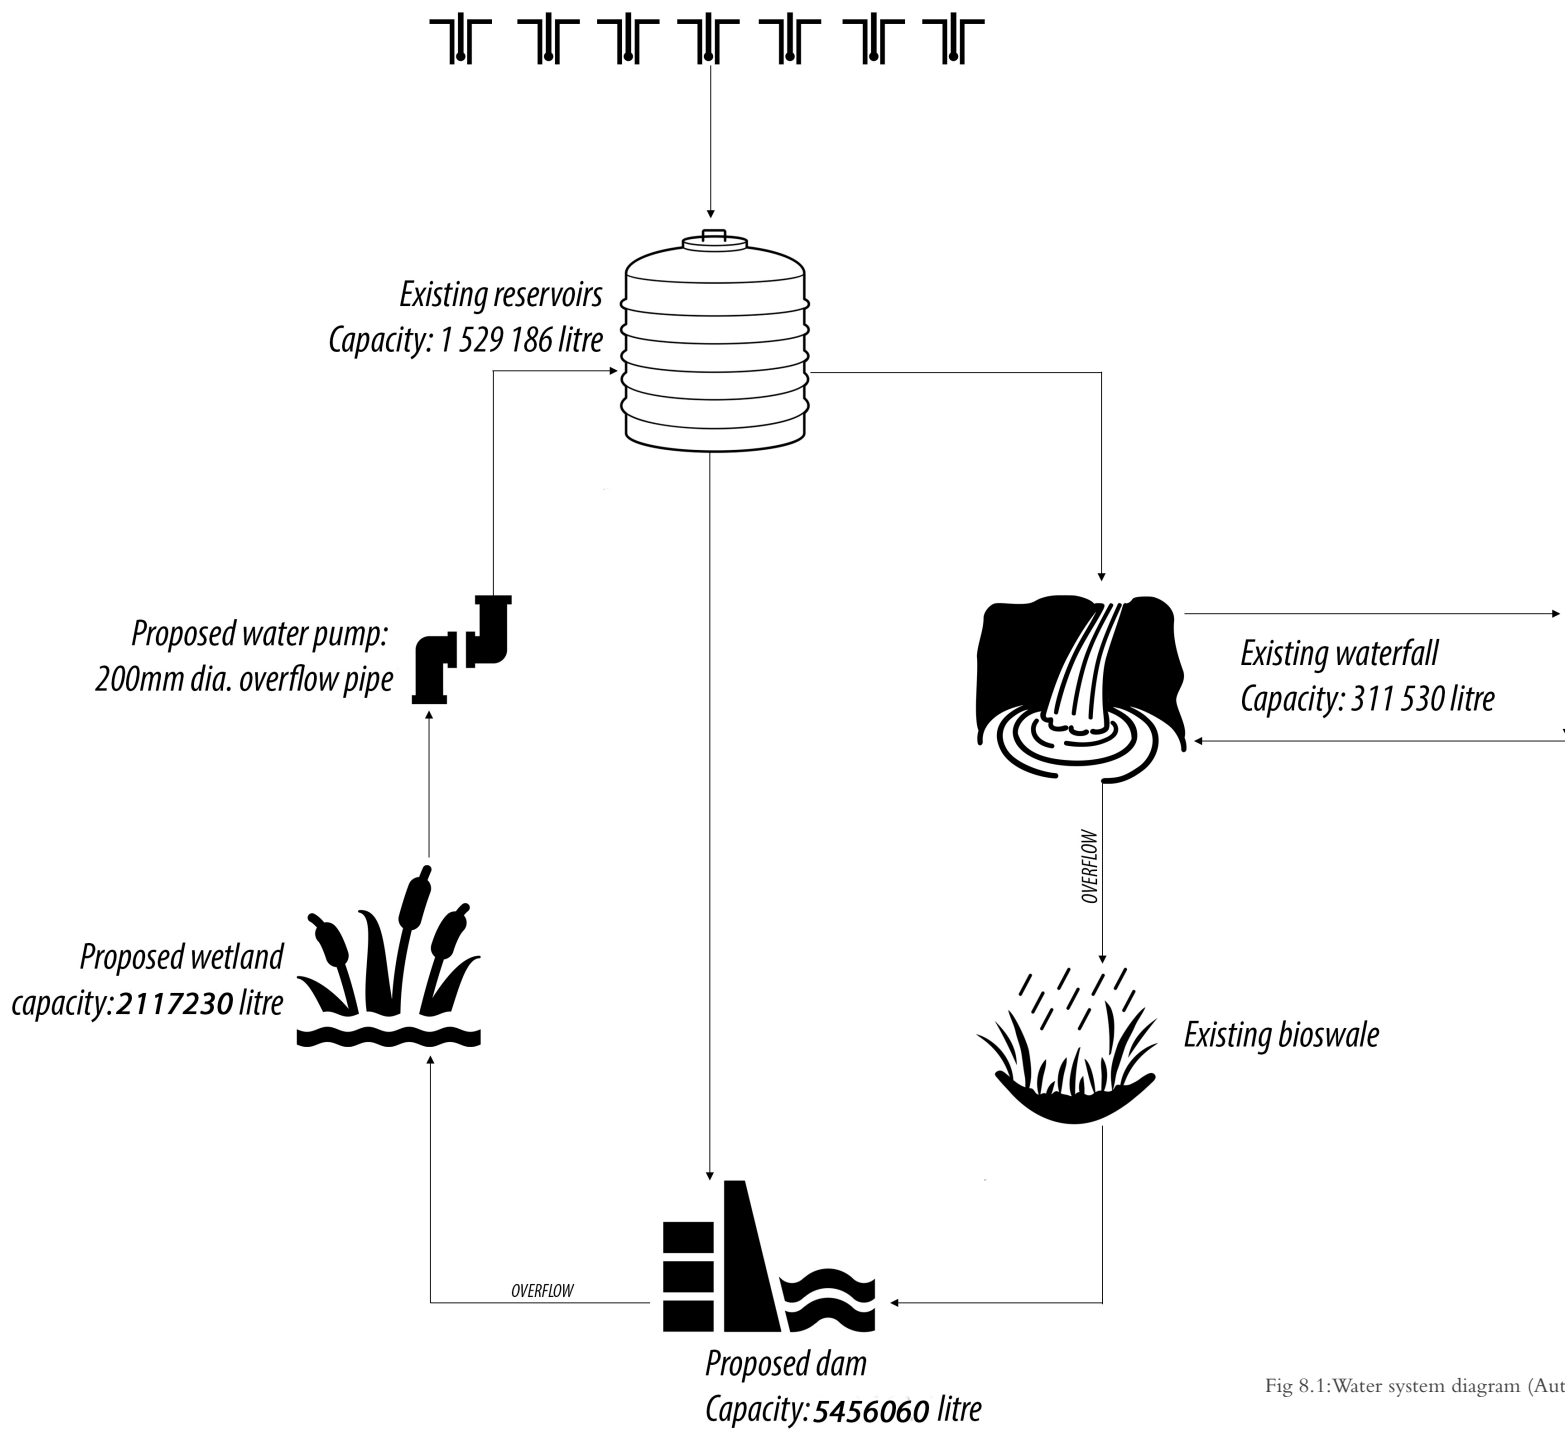 Existing reservoirs
Capacity: 1 529 186 litre
Proposed water pump:
200mm dia. overflow pipe
Existing waterfall
Capacity: 311 530 litre
OVERFLOW
Proposed wetland
capacity:2117230 litre
Existing bioswale
OVERFLOW
Proposed dam
Capacity:5456060 litre
Fig 8.1:Water system diagram (Aut